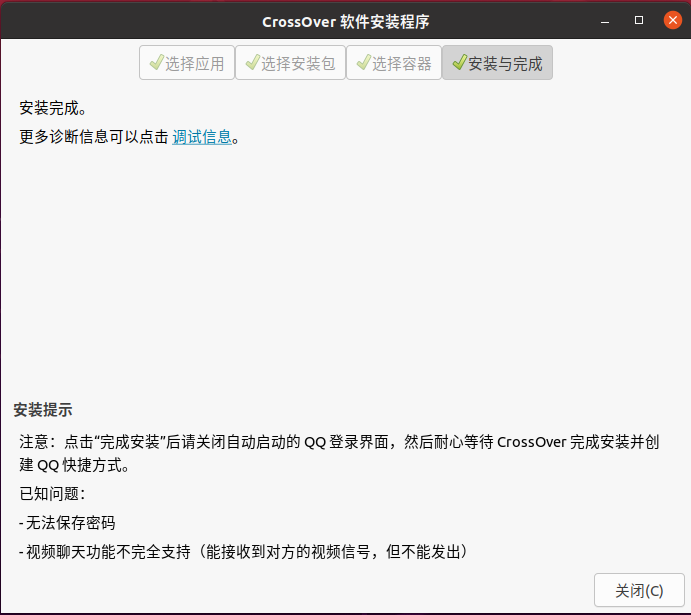 CrossOver 软件安装程序
选择应用 选择安装包 选择容器 安装与完成
安装完成。
更多诊断信息可以点击 调试信息。
安装提示
注意：点击“完成安装”后请关闭自动启动的 QQ 登录界面，然后耐心等待 CrossOver 完成安装并创
建 QQ 快捷方式。
已知问题：
- 无法保存密码
- 视频聊天功能不完全支持（能接收到对方的视频信号，但不能发出）
关闭(C)